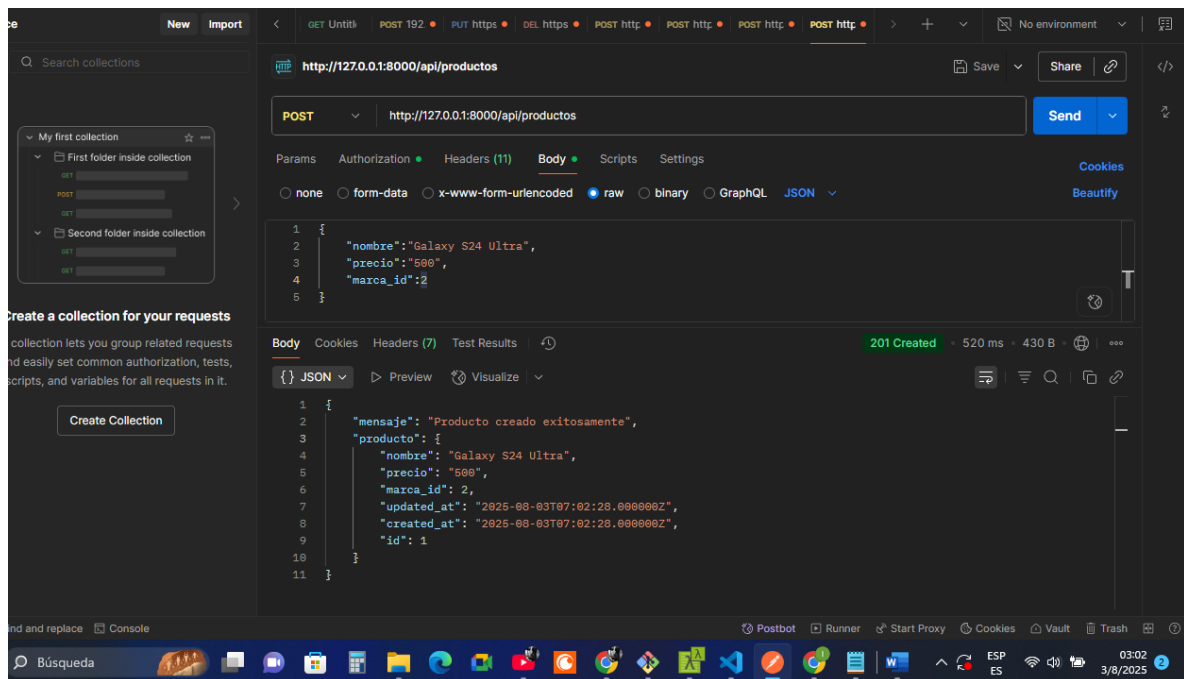 ce New Import
GET Untitl POST 192 PUT https DEL https POST http POST http POST http POST http No environment
Search collections
http://127.0.0.1:8000/api/productos Save Share
POST http://127.0.0.1:8000/api/productos Send
My first collection
First folder inside collection
GET
POST
GET
Second folder inside collection
GET
GET
Create a collection for your requests
collection lets you group related requests
nd easily set common authorization, tests,
scripts, and variables for all requests in it.
Create Collection
Params Authorization Headers (11) Body Scripts Settings Cookies
none form-data x-www-form-urlencoded raw binary GraphQL JSON Beautify
1 {
2 "nombre":"Galaxy S24 Ultra",
3 "precio":"500",
4 "marca_id":2
5 }
Body Cookies Headers (7) Test Results 201 Created 520 ms 430 B
{} JSON Preview Visualize
1 {
2 "mensaje": "Producto creado exitosamente",
3 "producto": {
4 "nombre": "Galaxy S24 Ultra",
5 "precio": "500",
6 "marca_id": 2,
7 "updated_at": "2025-08-03T07:02:28.000000Z",
8 "created_at": "2025-08-03T07:02:28.000000Z",
9 "id": 1
10 }
11 }
ind and replace Console Postbot Runner Start Proxy Cookies Vault Trash
Búsqueda ESP 03:02
ES 3/8/2025 2